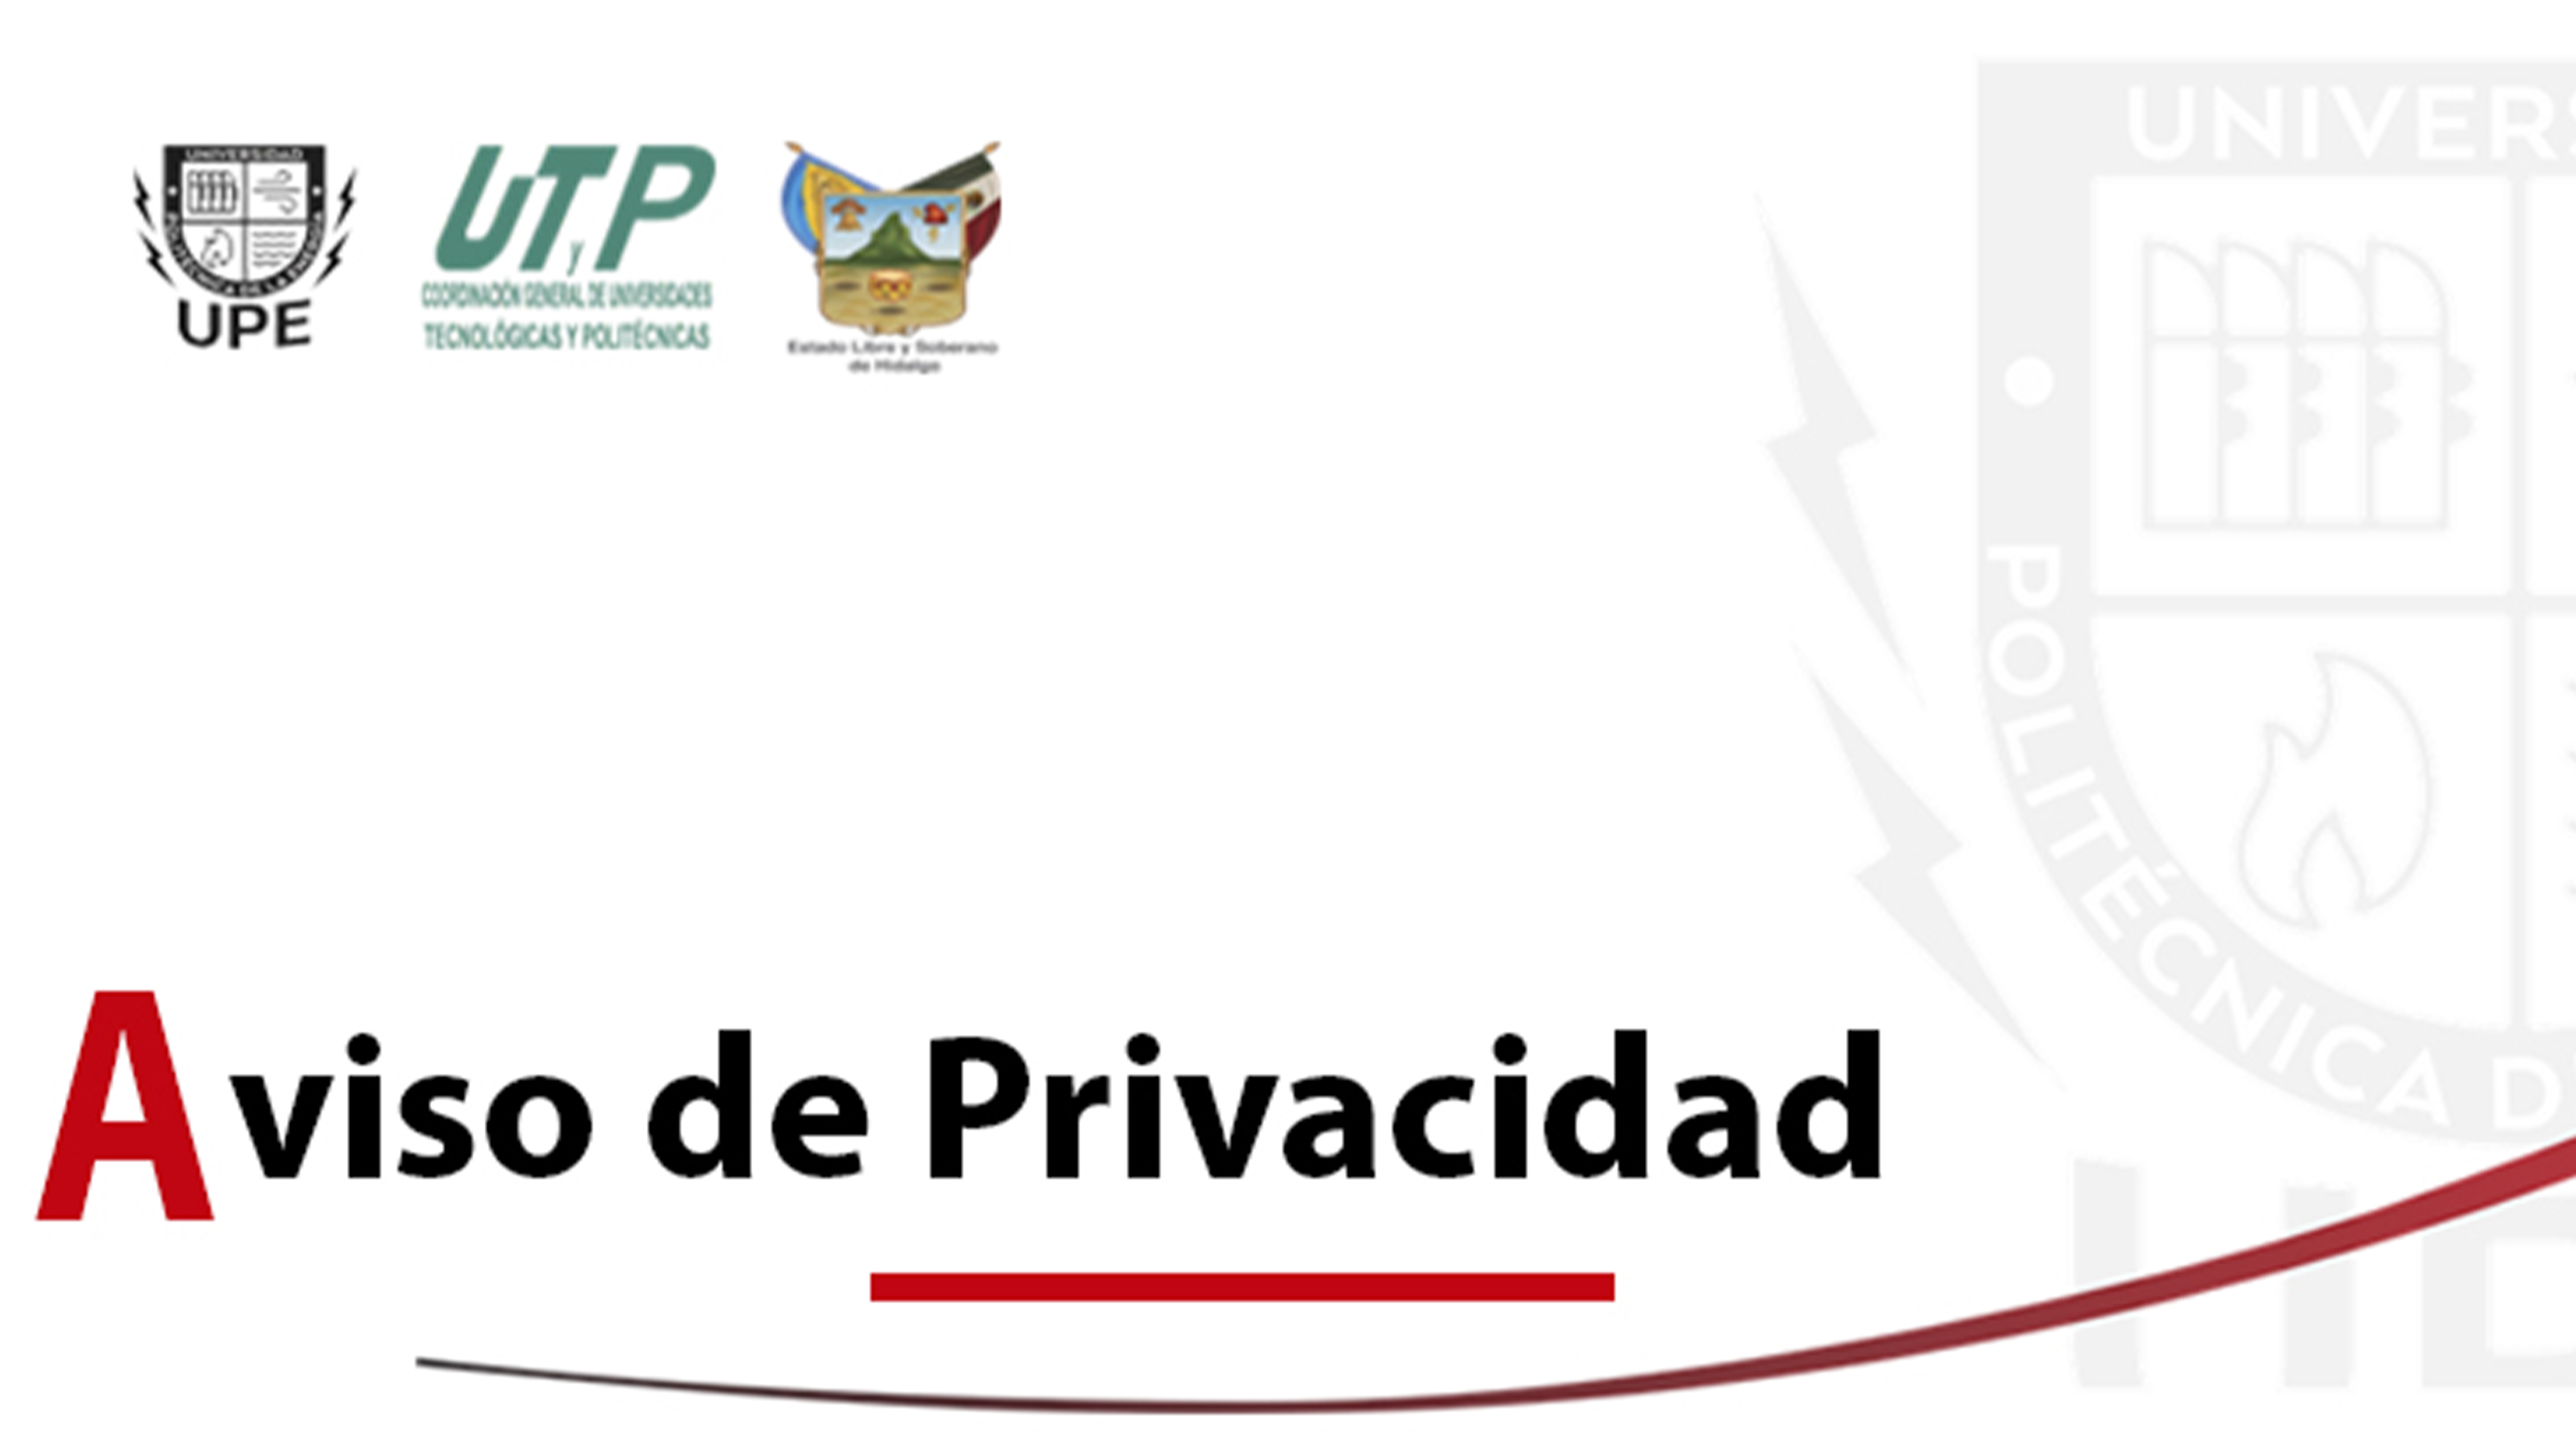 UNIVERSIDAD
POLITÉCNICA DE LA ENERGÍA
UPE
UTyP
COORDINACIÓN GENERAL DE UNIVERSIDADES
TECNOLÓGICAS Y POLITÉCNICAS
Estado Libre y Soberano
de Hidalgo
UNIVERS
POLITÉCNICA D
Aviso de Privacidad